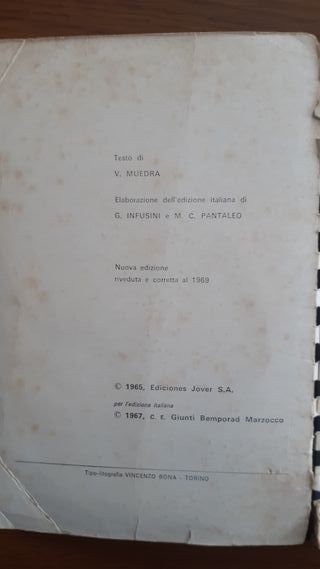 Testo di
V. MUEDRA
Elaborazione dell'edizione italiana di
G. INFUSINI e M. C. PANTALEO
Nuova edizione
riveduta e corretta al 1969
© 1965, Ediciones Jover S.A.
per l'edizione italiana
© 1967, C. E. Giunti Bemporad Marzocco
Tipo-litografia VINCENZO BONA - TORINO